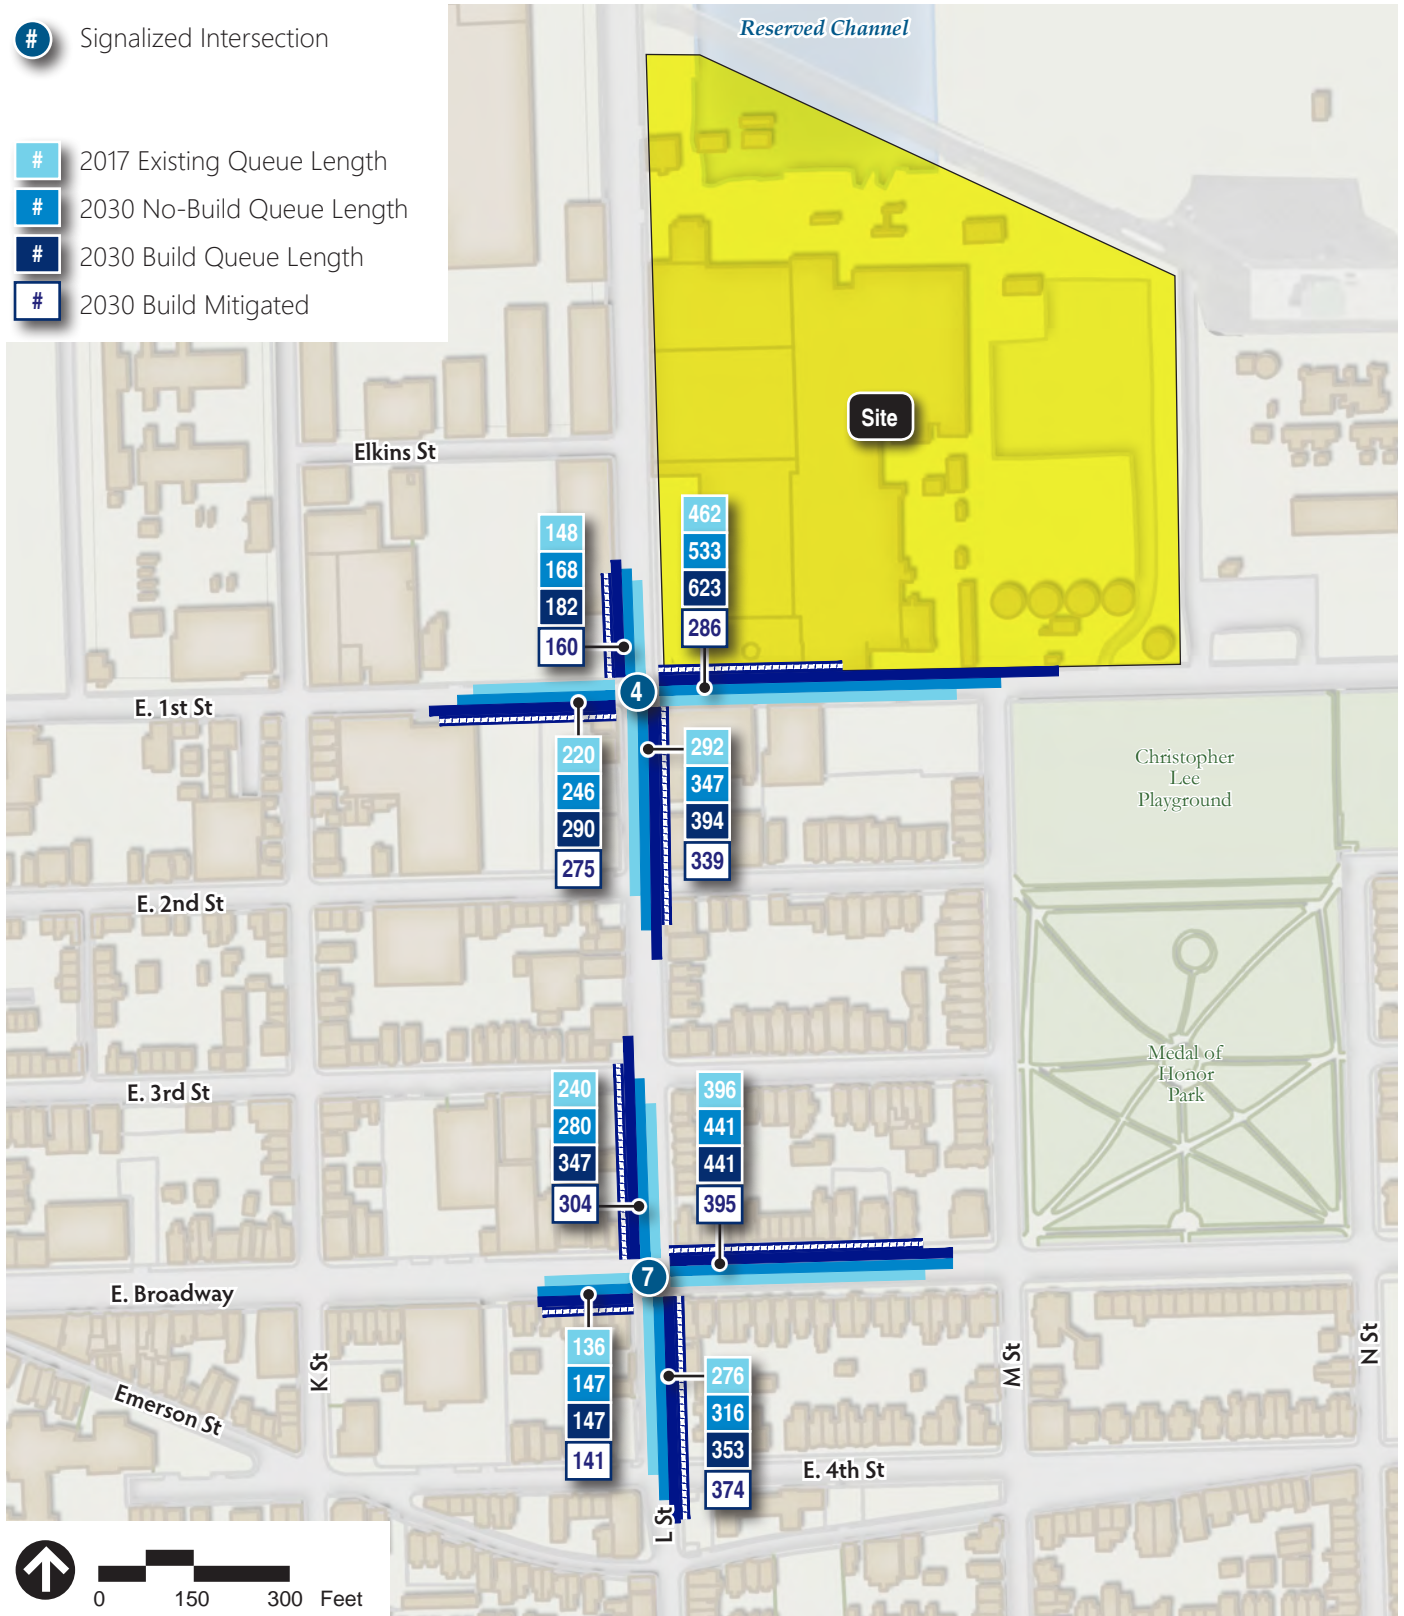 # Signalized Intersection
# 2017 Existing Queue Length
# 2030 No-Build Queue Length
# 2030 Build Queue Length
# 2030 Build Mitigated
Reserved Channel
Site
Elkins St
148
168
182
160
462
533
623
286
4
E. 1st St
220
246
290
275
292
347
394
339
Christopher
Lee
Playground
E. 2nd St
Medal of
Honor
Park
E. 3rd St
240
280
347
304
396
441
441
395
7
E. Broadway
136
147
147
141
276
316
353
374
K St
L St
M St
N St
Emerson St
E. 4th St
0 150 300 Feet